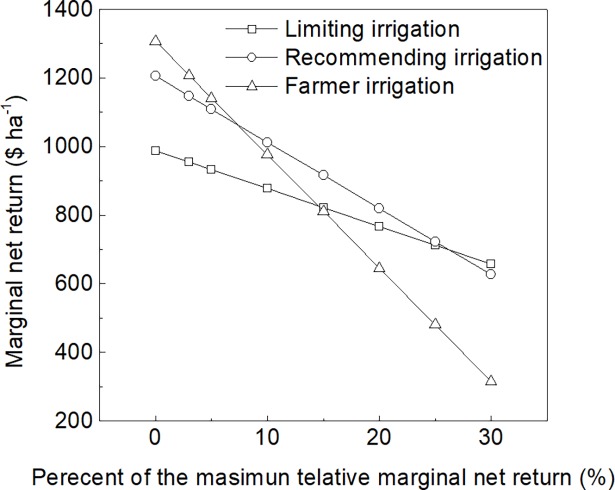 1400
1200
1000
800
600
400
200
Marginal net return ($ ha⁻¹)
Limiting irrigation
Recommending irrigation
Farmer irrigation
0 10 20 30
Perecent of the masimun telative marginal net return (%)